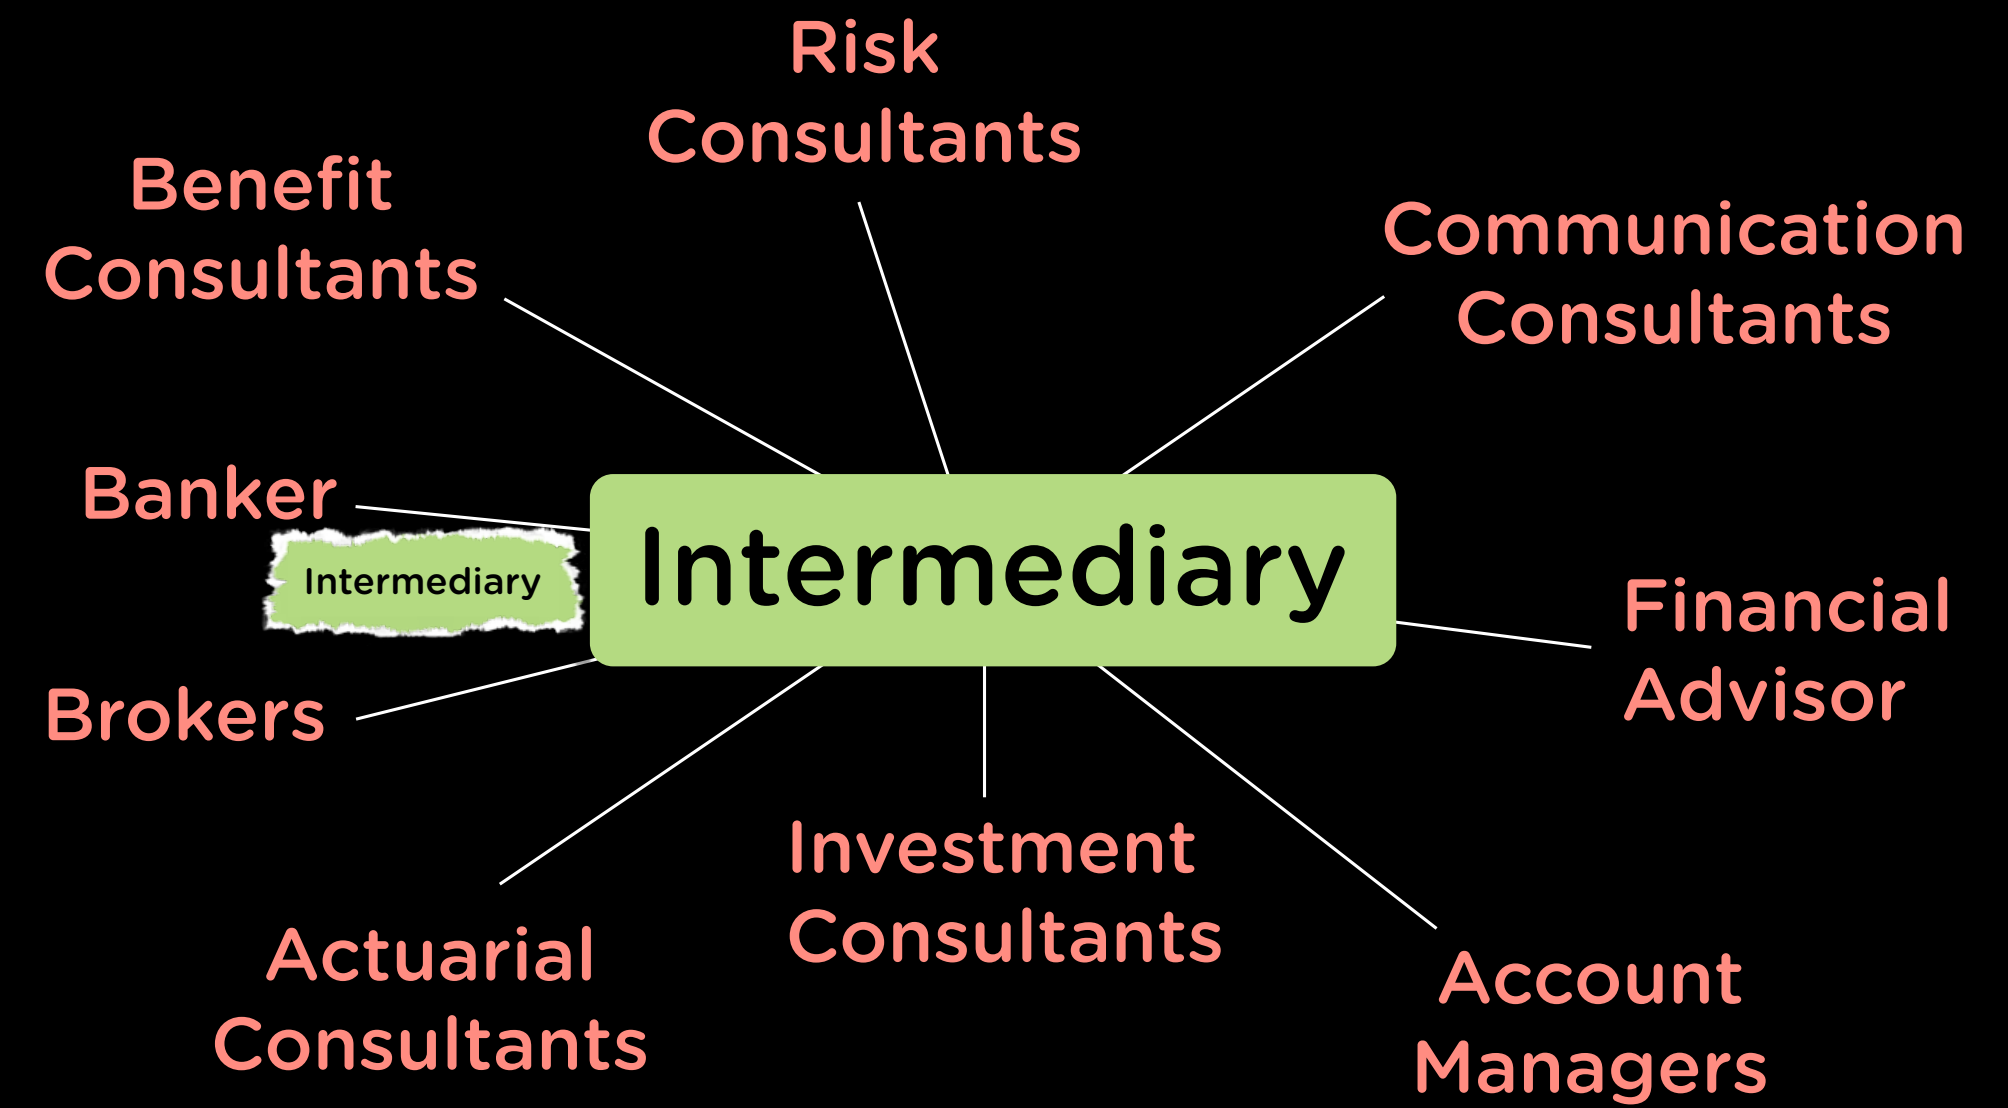 Risk
Consultants
Benefit
Consultants
Communication
Consultants
Banker
Intermediary
Intermediary
Financial
Advisor
Brokers
Investment
Consultants
Actuarial
Consultants
Account
Managers